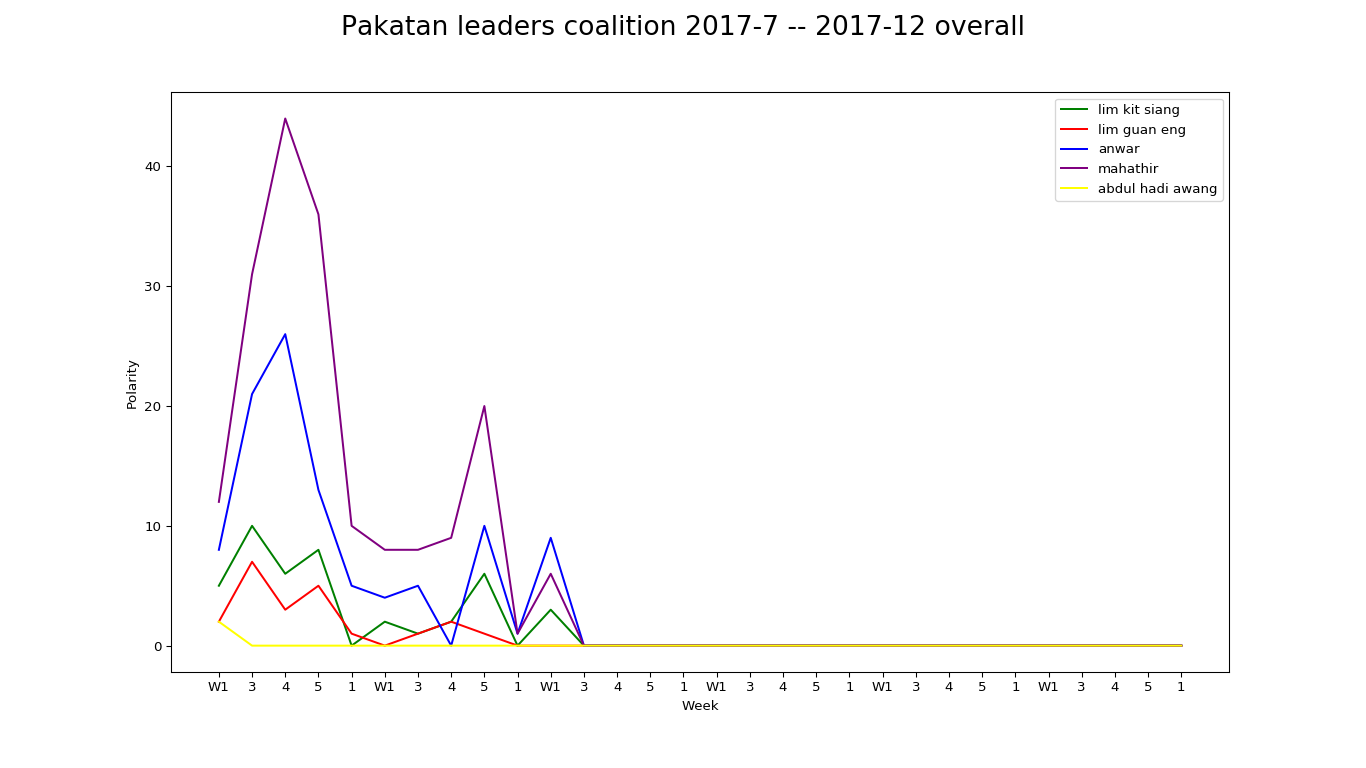 Pakatan leaders coalition 2017-7 -- 2017-12 overall
lim kit siang
lim guan eng
anwar
mahathir
abdul hadi awang
40
30
20
10
0
Polarity
W1 3 4 5 1 W1 3 4 5 1 W1 3 4 5 1 W1 3 4 5 1 W1 3 4 5 1 W1 3 4 5 1
Week